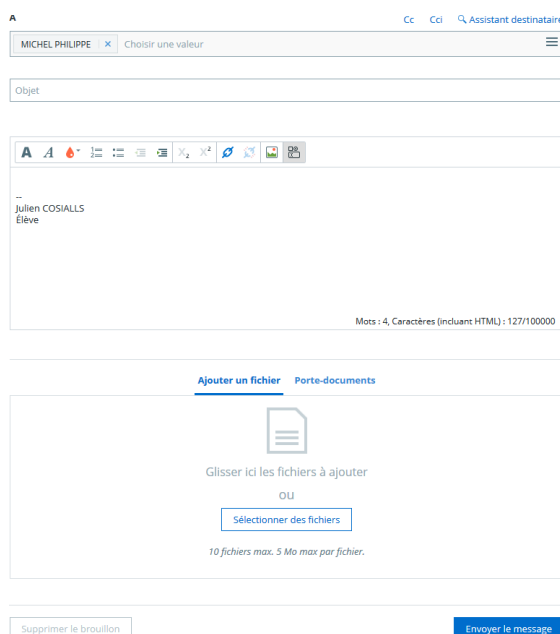 A
Cc Cci Assistant destinataire
MICHEL PHILIPPE × Choisir une valeur
Objet
A A
X₂ X²
--
Julien COSIALLS
Élève
Mots : 4, Caractères (incluant HTML) : 127/100000
Ajouter un fichier Porte-documents
Glisser ici les fichiers à ajouter
ou
Sélectionner des fichiers
10 fichiers max. 5 Mo max par fichier.
Supprimer le brouillon Envoyer le message